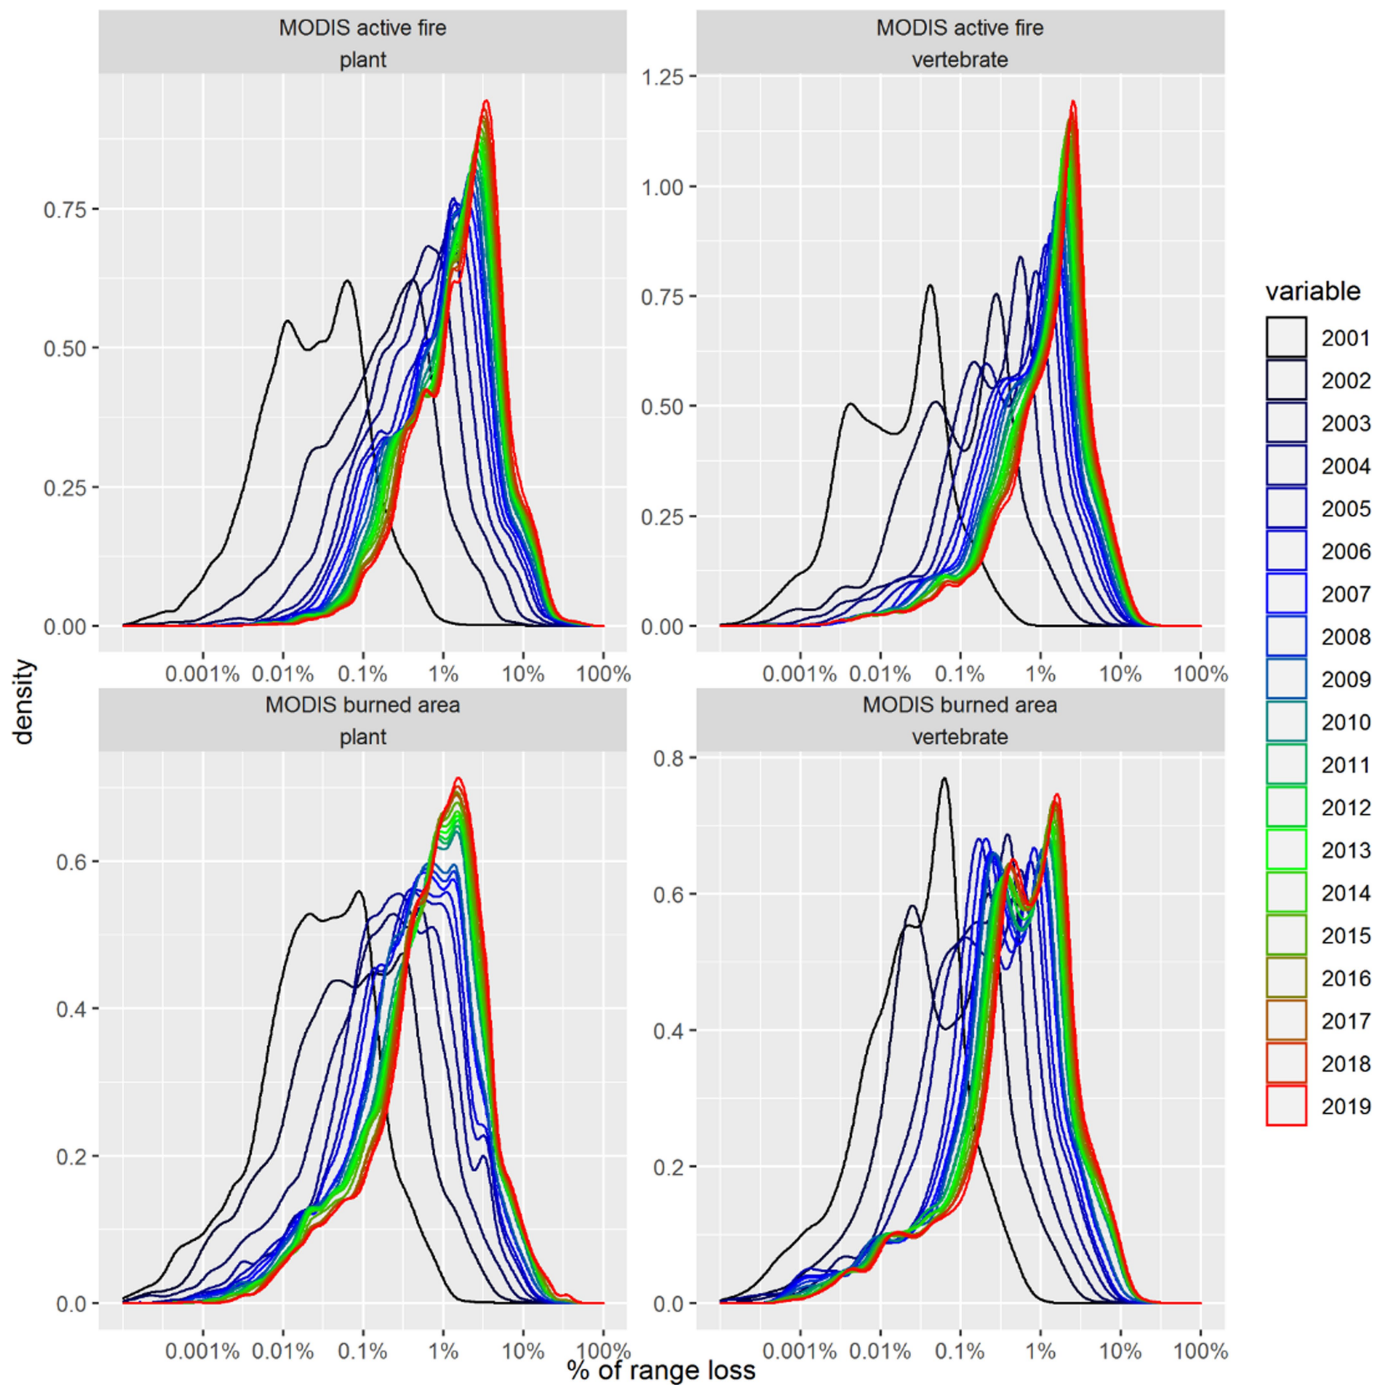 MODIS active fire
plant
MODIS active fire
vertebrate
1.25
1.00
0.75
0.50
0.25
0.00
0.75
0.50
0.25
0.00
0.001% 0.01% 0.1% 1% 10% 100%
0.001% 0.01% 0.1% 1% 10% 100%
MODIS burned area
plant
MODIS burned area
vertebrate
0.6
0.4
0.2
0.0
0.8
0.6
0.4
0.2
0.0
0.001% 0.01% 0.1% 1% 10% 100%
0.001% 0.01% 0.1% 1% 10% 100%
density
% of range loss
variable
2001
2002
2003
2004
2005
2006
2007
2008
2009
2010
2011
2012
2013
2014
2015
2016
2017
2018
2019